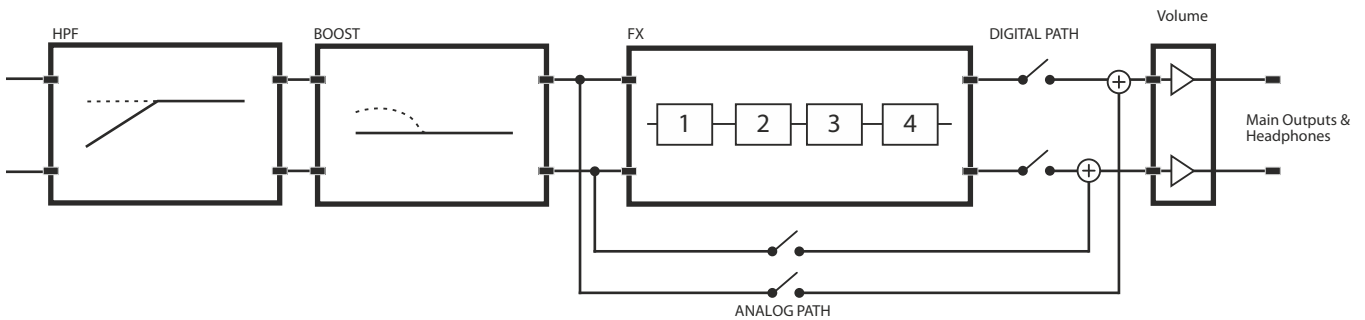 Volume
HPF
BOOST
FX
DIGITAL PATH
1
2
3
4
Main Outputs &
Headphones
ANALOG PATH